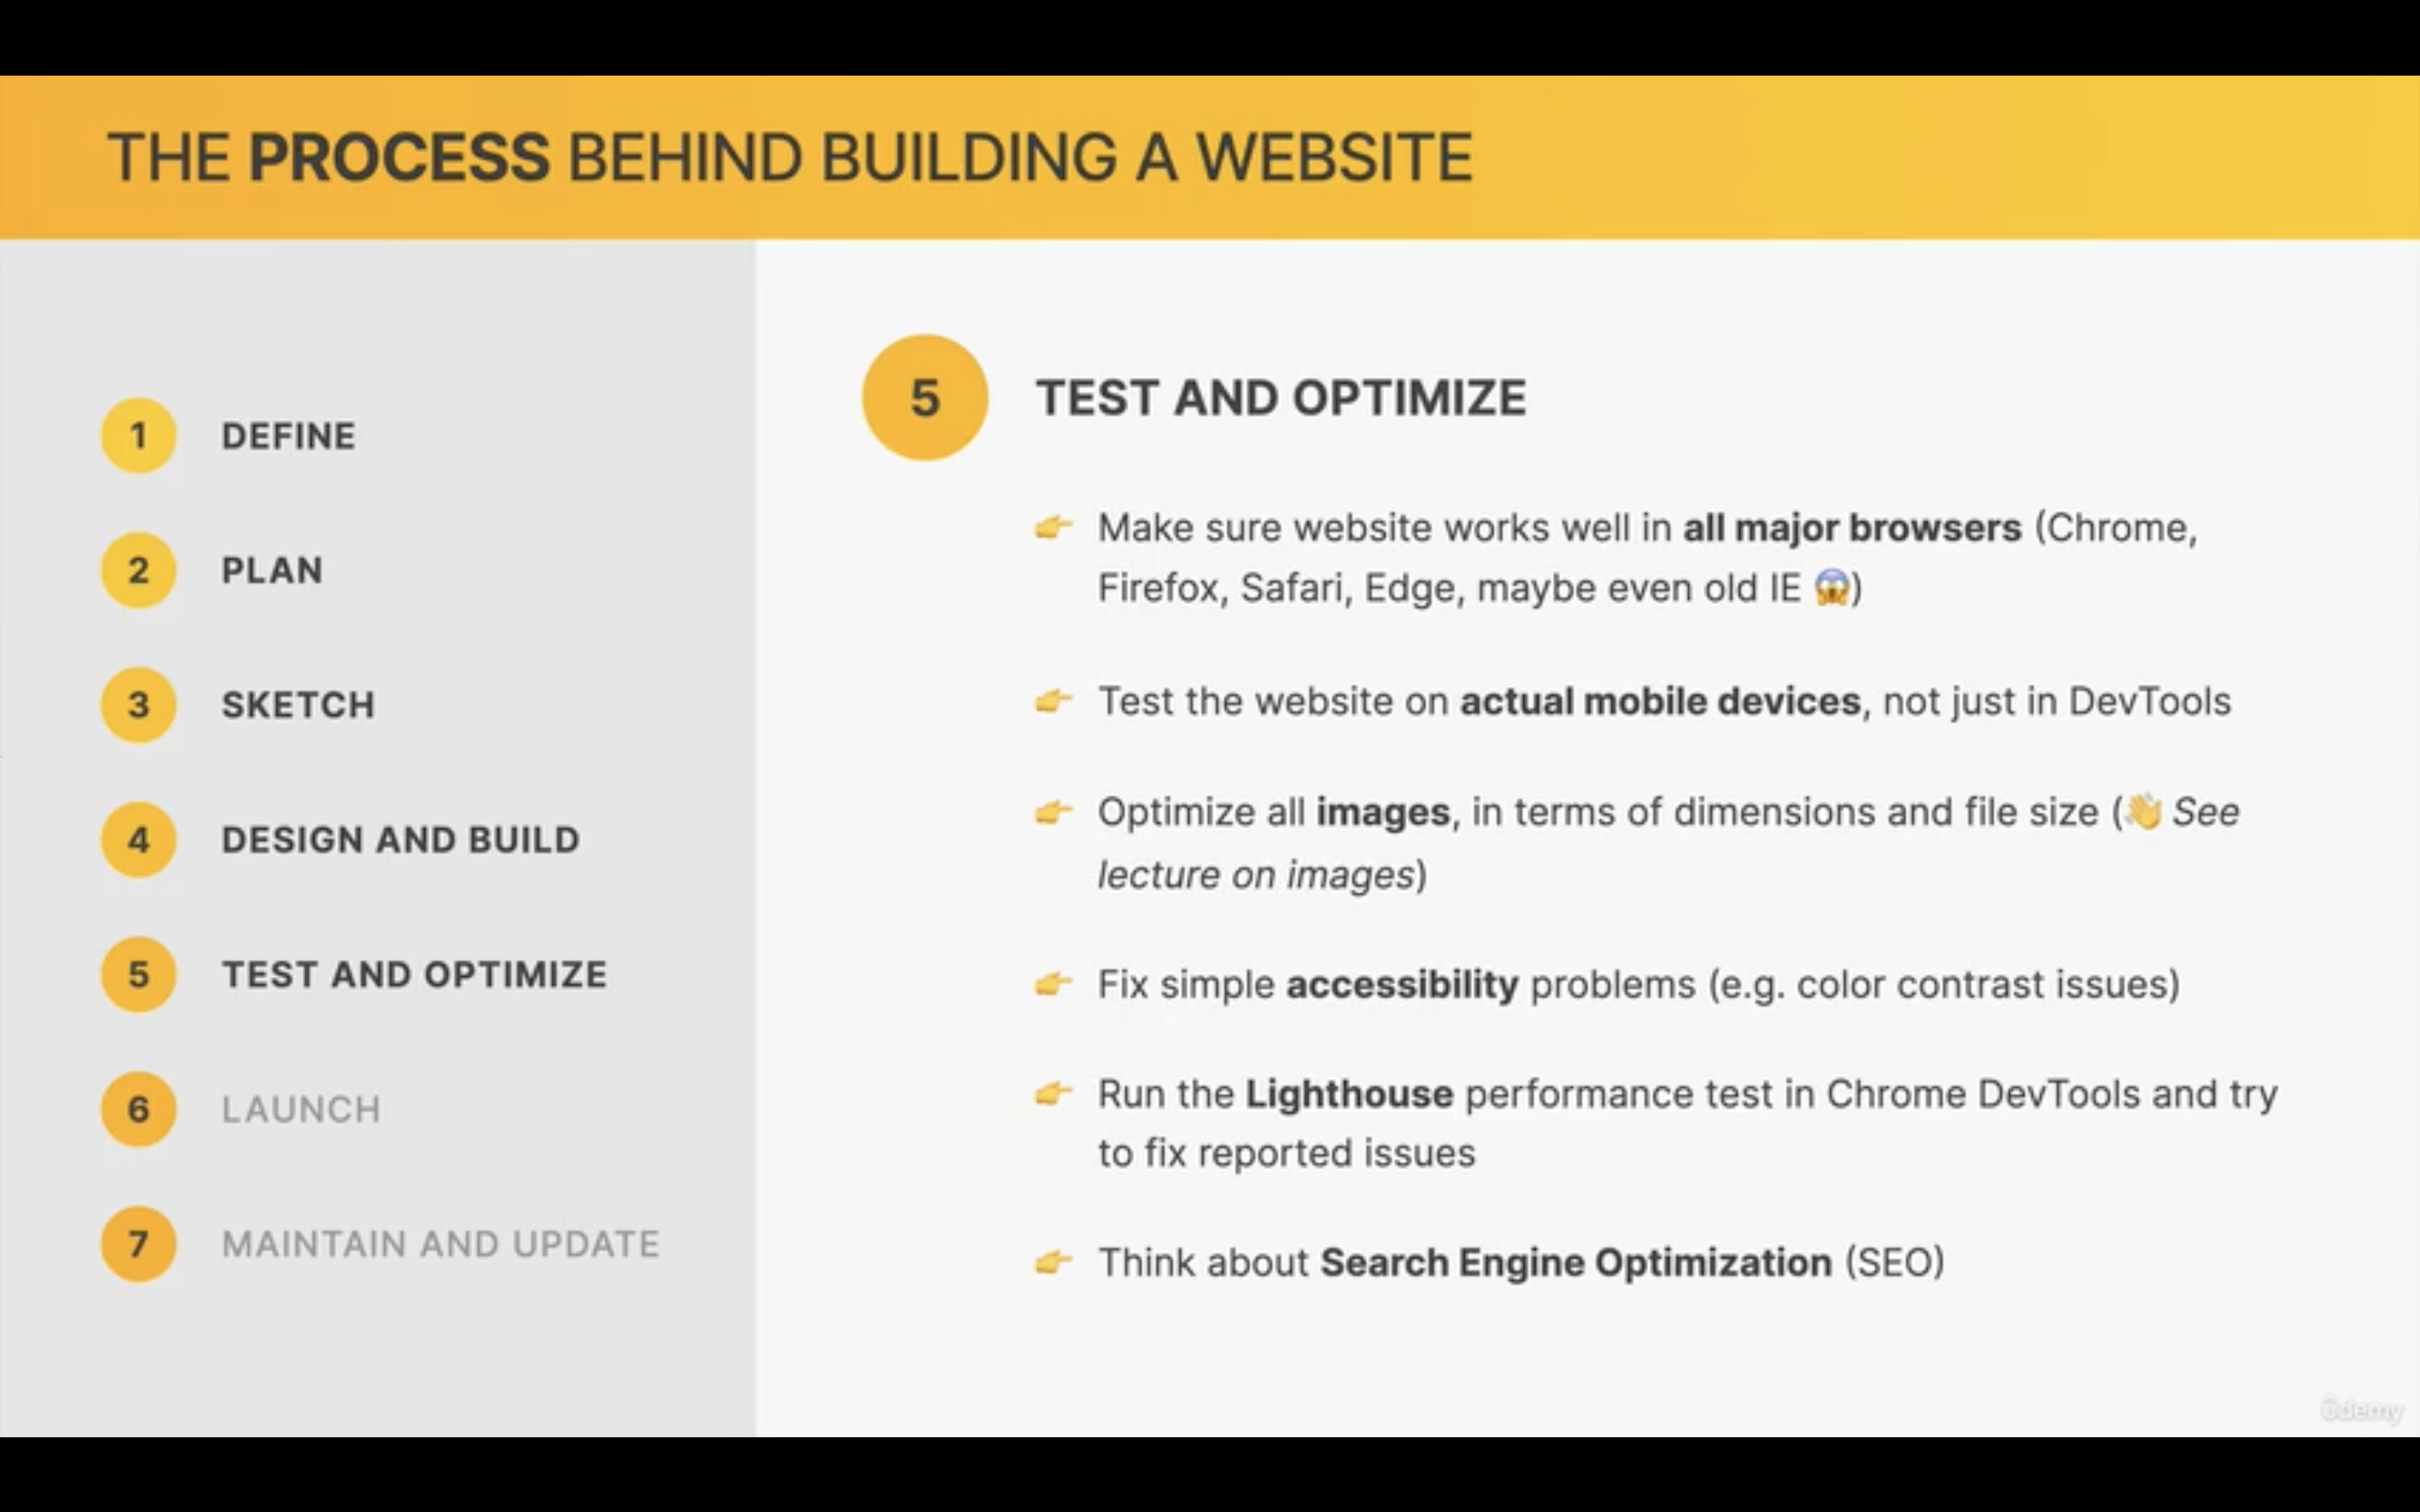 THE PROCESS BEHIND BUILDING A WEBSITE
1 DEFINE
2 PLAN
3 SKETCH
4 DESIGN AND BUILD
5 TEST AND OPTIMIZE
6 LAUNCH
7 MAINTAIN AND UPDATE
5 TEST AND OPTIMIZE
👉 Make sure website works well in all major browsers (Chrome,
Firefox, Safari, Edge, maybe even old IE 😱)
👉 Test the website on actual mobile devices, not just in DevTools
👉 Optimize all images, in terms of dimensions and file size (👋 See
lecture on images)
👉 Fix simple accessibility problems (e.g. color contrast issues)
👉 Run the Lighthouse performance test in Chrome DevTools and try
to fix reported issues
👉 Think about Search Engine Optimization (SEO)
ûdemy